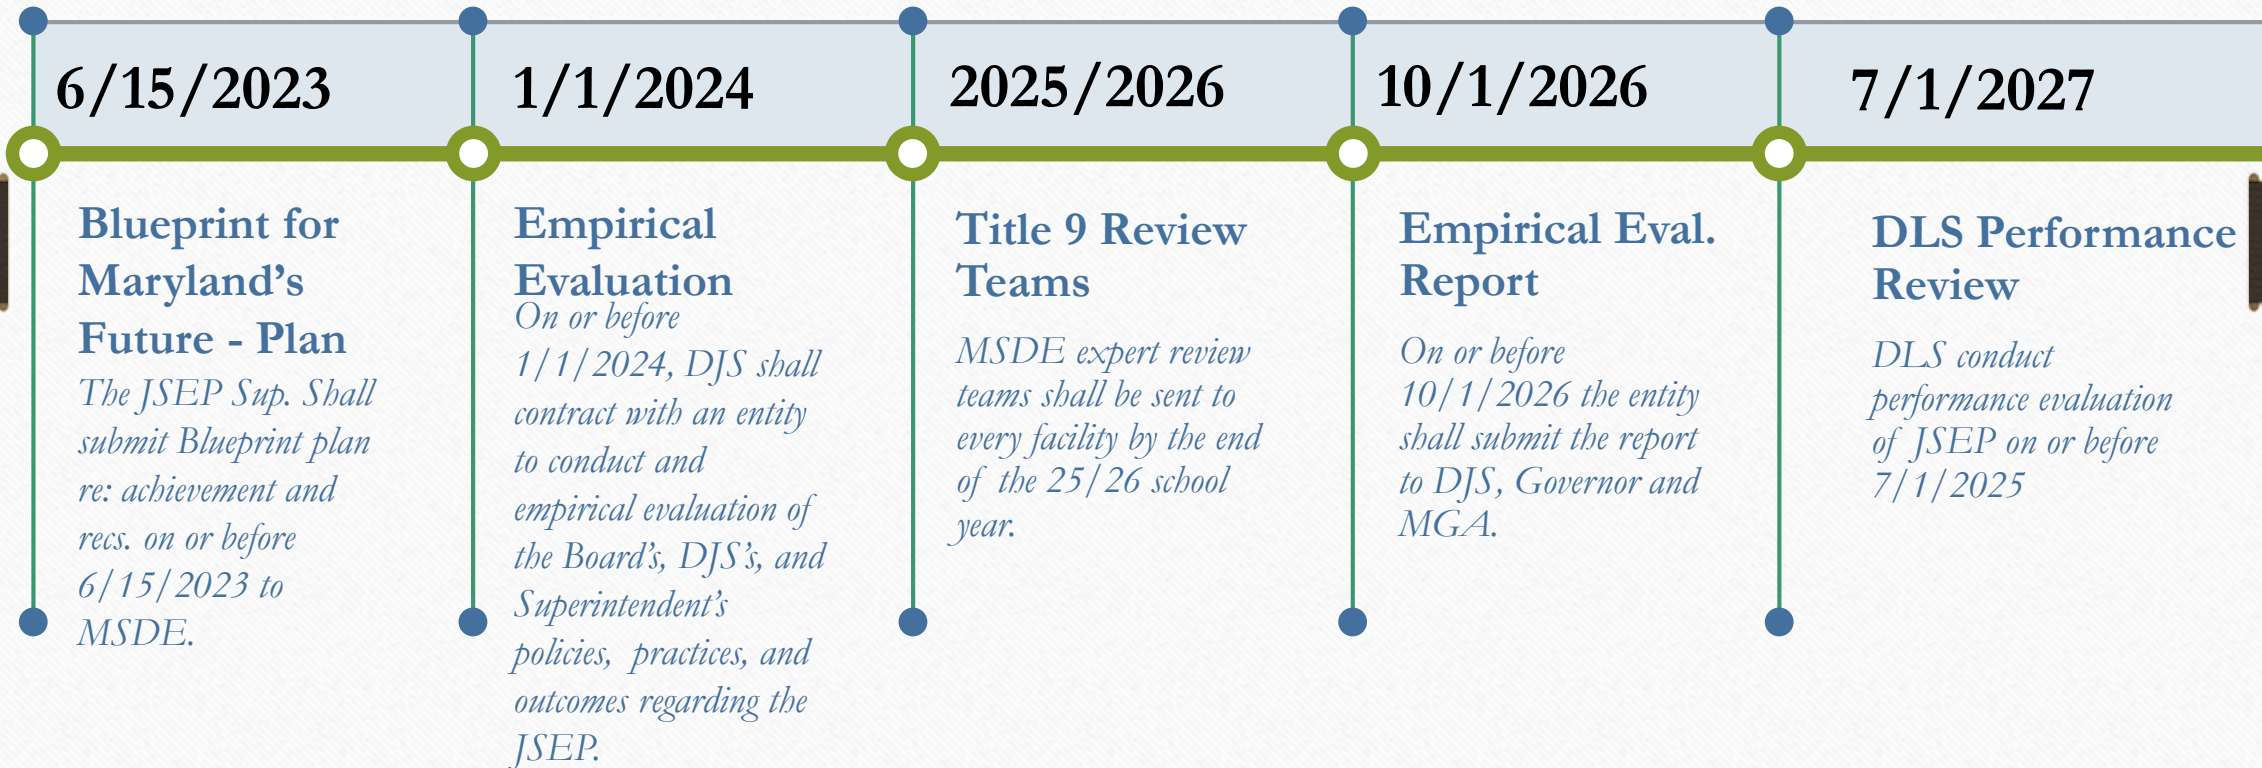 6/15/2023
1/1/2024
2025/2026
10/1/2026
7/1/2027
Blueprint for
Maryland’s
Future - Plan
The JSEP Sup. Shall
submit Blueprint plan
re: achievement and
recs. on or before
6/15/2023 to
MSDE.
Empirical
Evaluation
On or before
1/1/2024, DJS shall
contract with an entity
to conduct and
empirical evaluation of
the Board’s, DJS’s, and
Superintendent’s
policies, practices, and
outcomes regarding the
JSEP.
Title 9 Review
Teams
MSDE expert review
teams shall be sent to
every facility by the end
of the 25/26 school
year.
Empirical Eval.
Report
On or before
10/1/2026 the entity
shall submit the report
to DJS, Governor and
MGA.
DLS Performance
Review
DLS conduct
performance evaluation
of JSEP on or before
7/1/2025